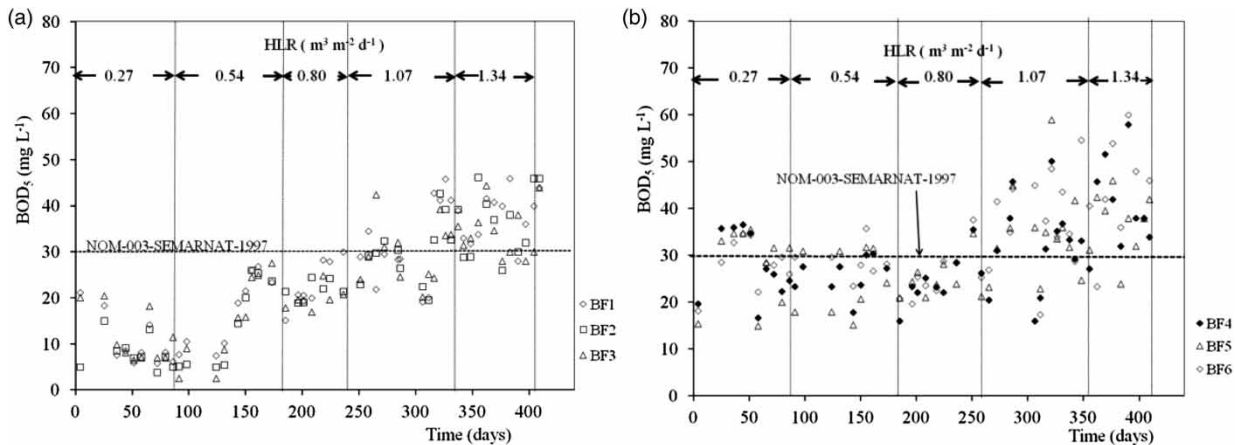 (a)
HLR ( m³ m⁻² d⁻¹ )
0.27 0.54 0.80 1.07 1.34
NOM-003-SEMARNAT-1997
BOD₅ (mg L⁻¹)
80
70
60
50
40
30
20
10
0
0 50 100 150 200 250 300 350 400
Time (days)
BF1
BF2
BF3
(b)
HLR ( m³ m⁻² d⁻¹ )
0.27 0.54 0.80 1.07 1.34
NOM-003-SEMARNAT-1997
BOD₅ (mg L⁻¹)
80
70
60
50
40
30
20
10
0
0 50 100 150 200 250 300 350 400
Time (days)
BF4
BF5
BF6